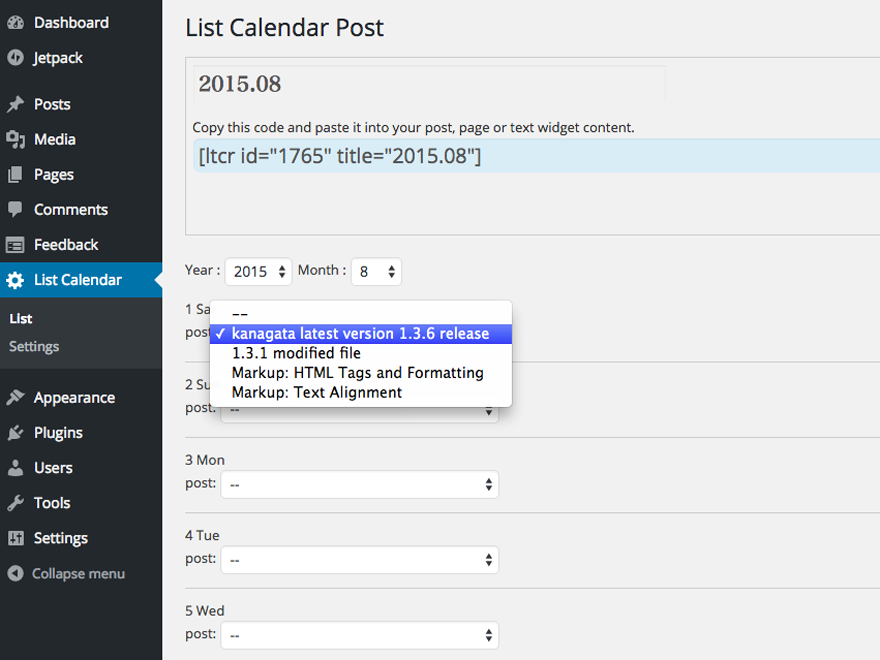 Dashboard
Jetpack
Posts
Media
Pages
Comments
Feedback
List Calendar
List
Settings
Appearance
Plugins
Users
Tools
Settings
Collapse menu
List Calendar Post
2015.08
Copy this code and paste it into your post, page or text widget content.
[ltcr id="1765" title="2015.08"]
Year : 2015 Month : 8
1 Sa
post
--
✓ kanagata latest version 1.3.6 release
1.3.1 modified file
Markup: HTML Tags and Formatting
Markup: Text Alignment
2 Su
post: --
3 Mon
post: --
4 Tue
post: --
5 Wed
post: --